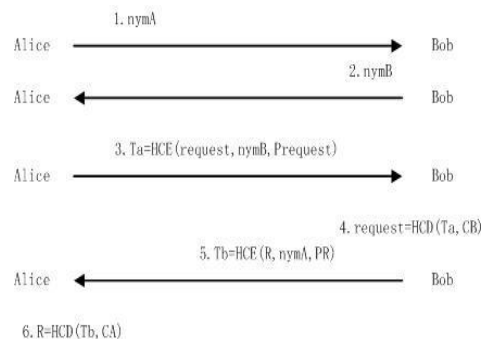 1. nymA
Alice Bob
2. nymB
Alice Bob
3. Ta=HCE(request, nymB, Prequest)
Alice Bob
4. request=HCD(Ta, CB)
5. Tb=HCE(R, nymA, PR)
Alice Bob
6. R=HCD(Tb, CA)